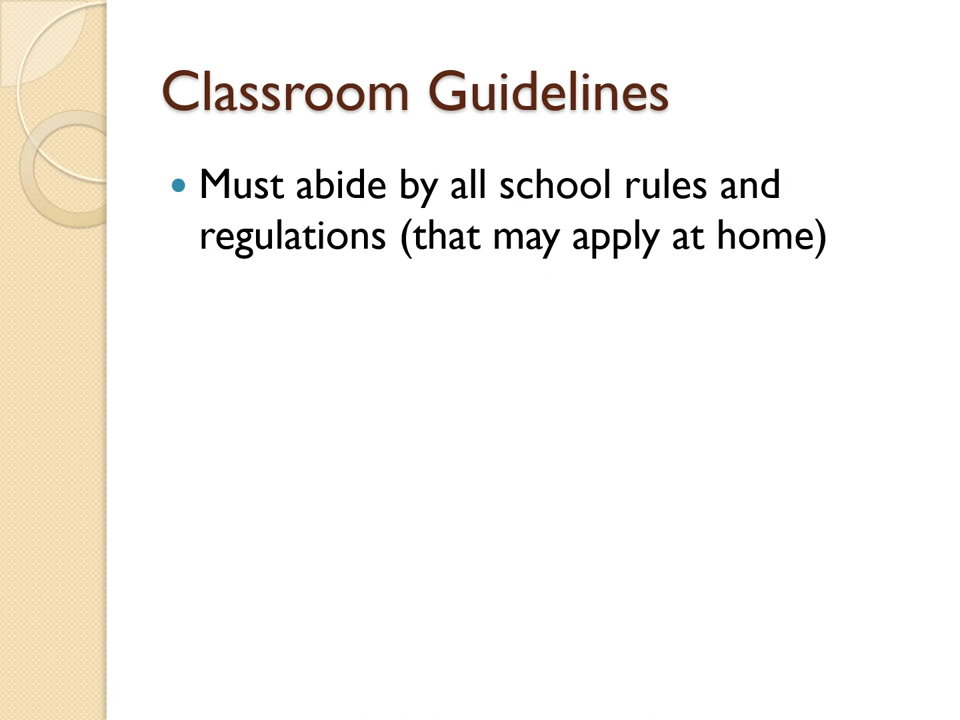 Classroom Guidelines
Must abide by all school rules and
regulations (that may apply at home)